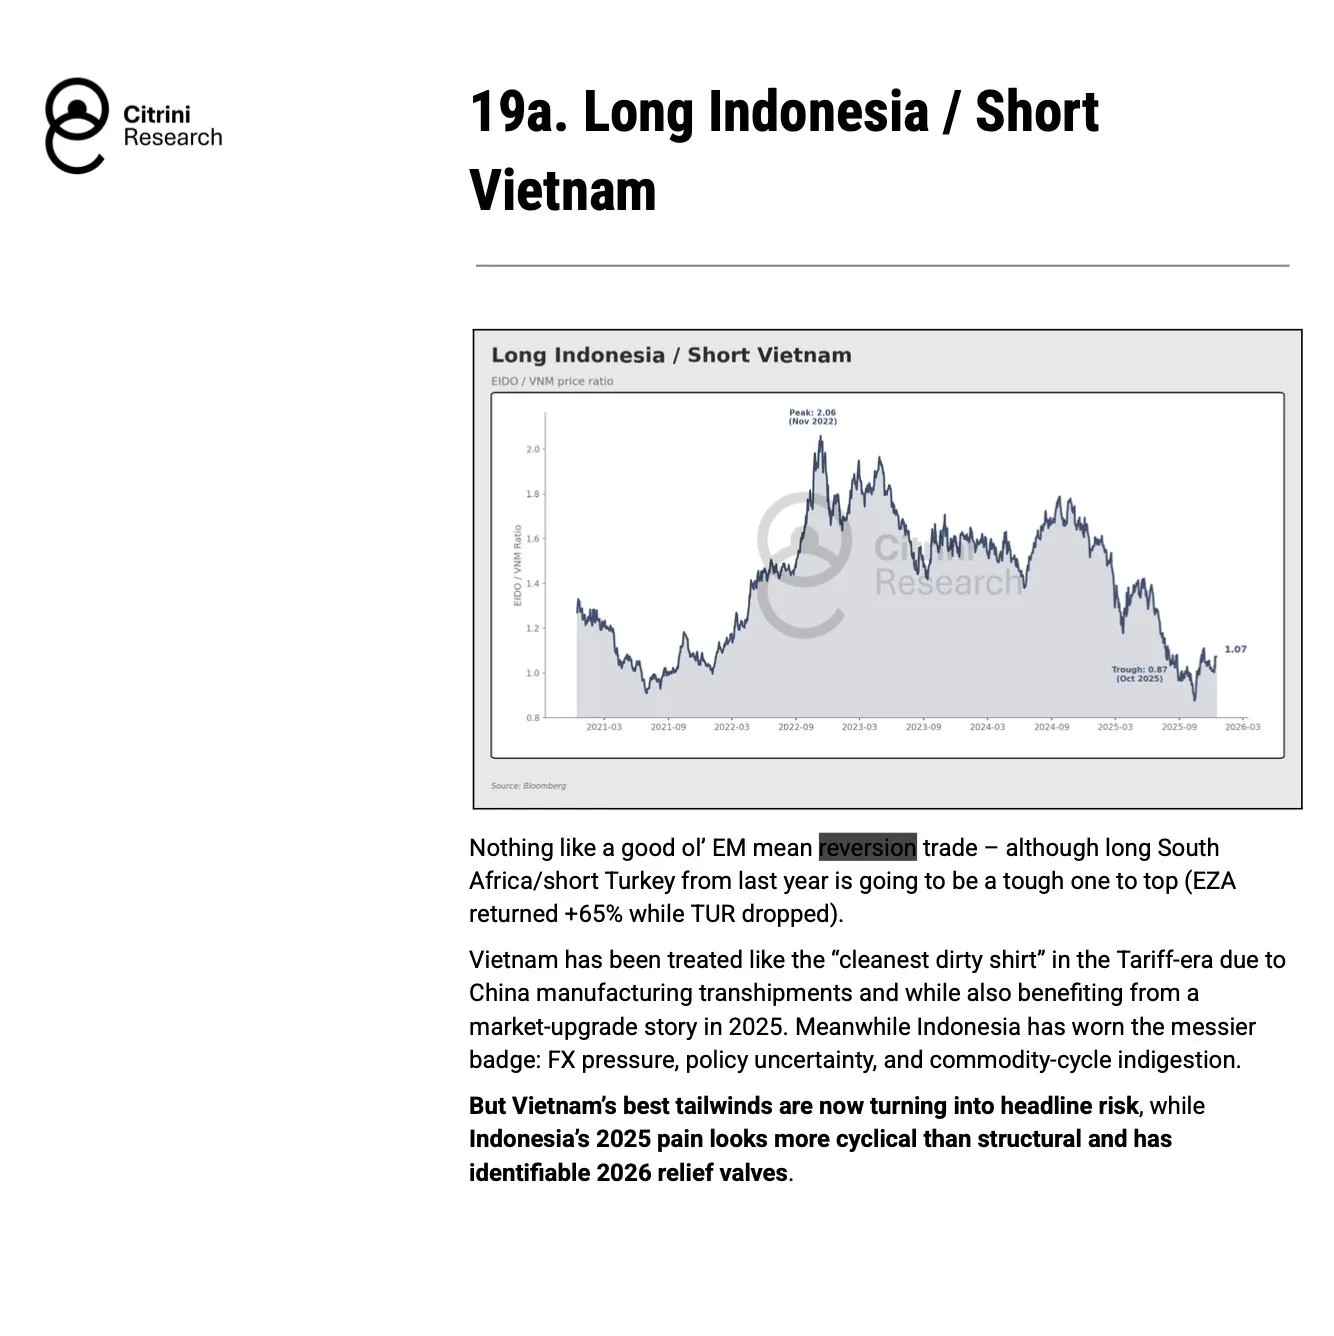 Citrini
Research
19a. Long Indonesia / Short
Vietnam
Long Indonesia / Short Vietnam
EIDO / VNM price ratio
Peak: 2.06
(Nov 2022)
2.0
1.8
1.6
1.4
1.2
1.0
0.8
EIDO / VNM Ratio
Citrini
Research
1.07
Trough: 0.87
(Oct 2025)
2021-03 2021-09 2022-03 2022-09 2023-03 2023-09 2024-03 2024-09 2025-03 2025-09 2026-03
Source: Bloomberg
Nothing like a good ol’ EM mean reversion trade – although long South
Africa/short Turkey from last year is going to be a tough one to top (EZA
returned +65% while TUR dropped).
Vietnam has been treated like the “cleanest dirty shirt” in the Tariff-era due to
China manufacturing transhipments and while also benefiting from a
market-upgrade story in 2025. Meanwhile Indonesia has worn the messier
badge: FX pressure, policy uncertainty, and commodity-cycle indigestion.
But Vietnam’s best tailwinds are now turning into headline risk, while
Indonesia’s 2025 pain looks more cyclical than structural and has
identifiable 2026 relief valves.